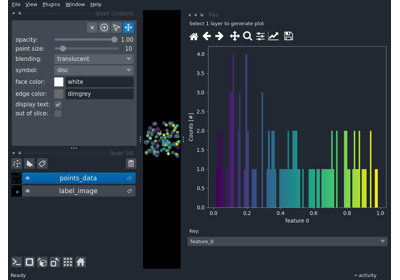 File View Plugins Window Help
layer controls
opacity: 1.00
point size: 10
blending: translucent
symbol: disc
face color: white
edge color: dimgrey
display text:
out of slice:
layer list
points_data
label_image
Ready
Select 1 layer to generate plot
Counts [#]
4.0
3.5
3.0
2.5
2.0
1.5
1.0
0.5
0.0
0.0 0.2 0.4 0.6 0.8 1.0
feature 0
Key:
feature_0
activity